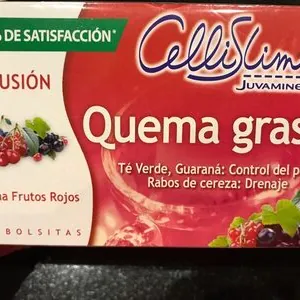 DE SATISFACCIÓN*
CelliSlim
JUVAMINE
USIÓN
Quema gras
Té Verde, Guaraná: Control del p
Rabos de cereza: Drenaje
a Frutos Rojos
BOLSITAS